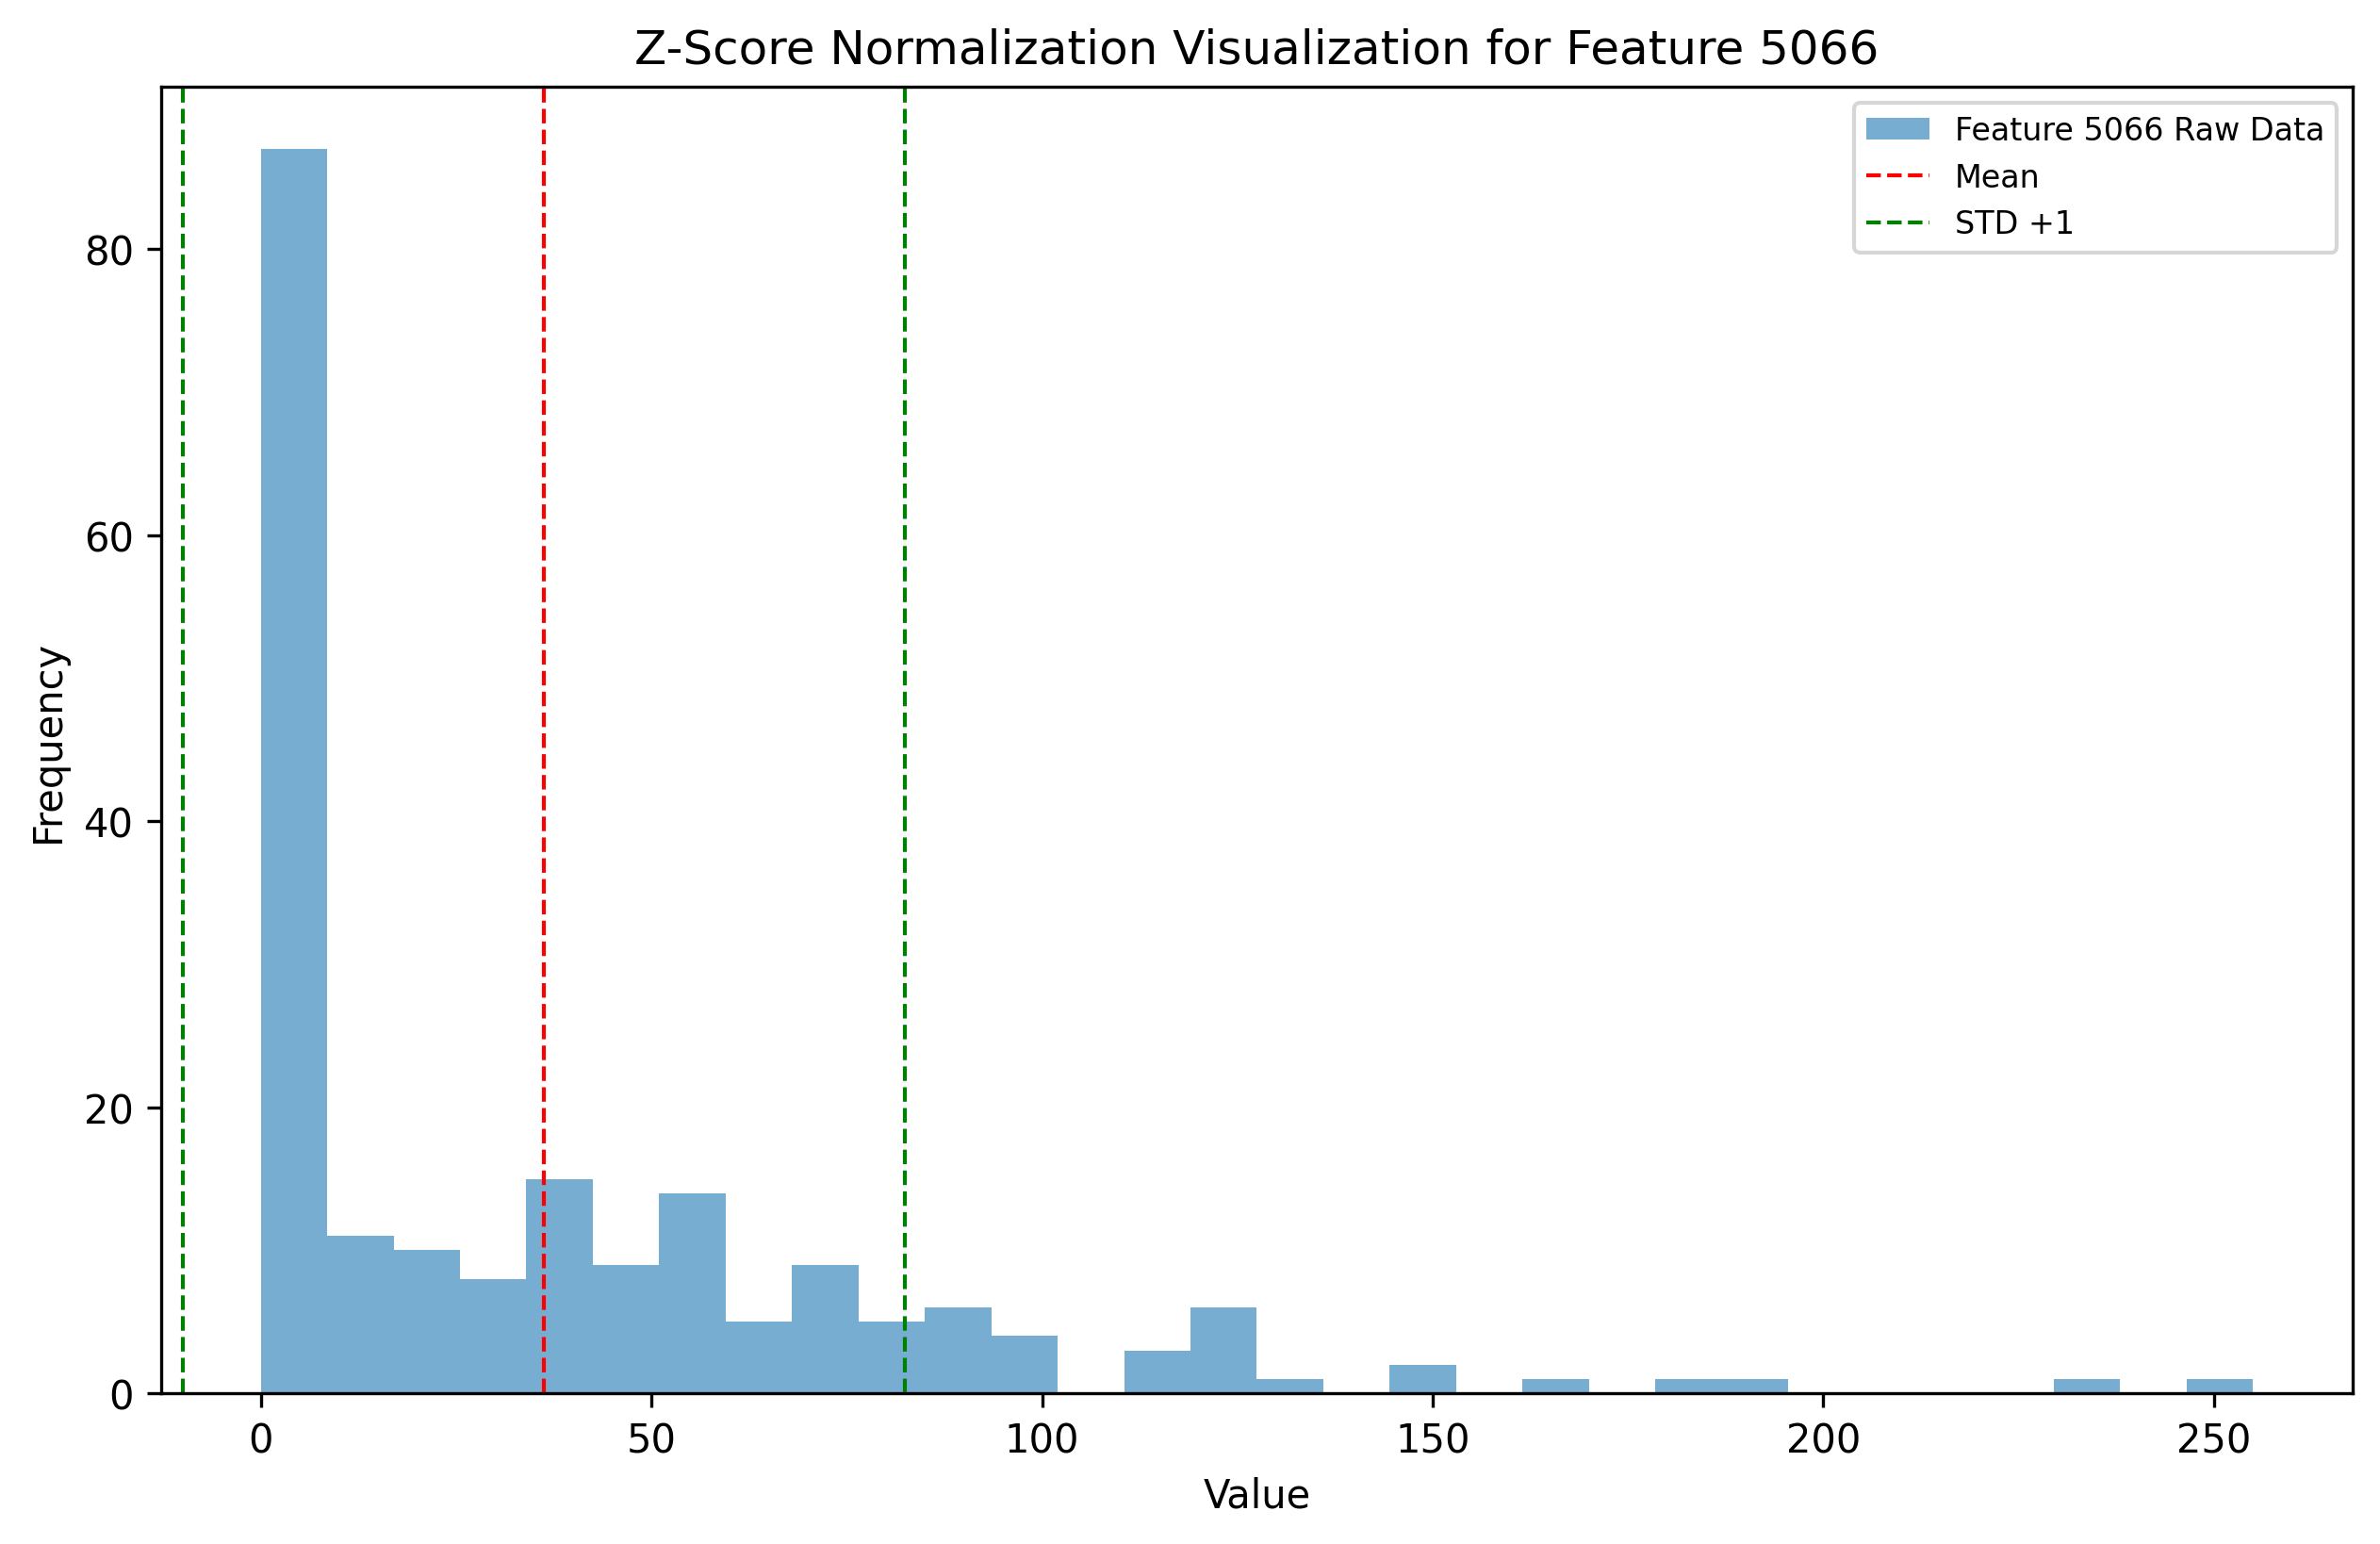 Z-Score Normalization Visualization for Feature 5066
Feature 5066 Raw Data
Mean
STD +1
80
60
40
20
0
Frequency
0 50 100 150 200 250
Value